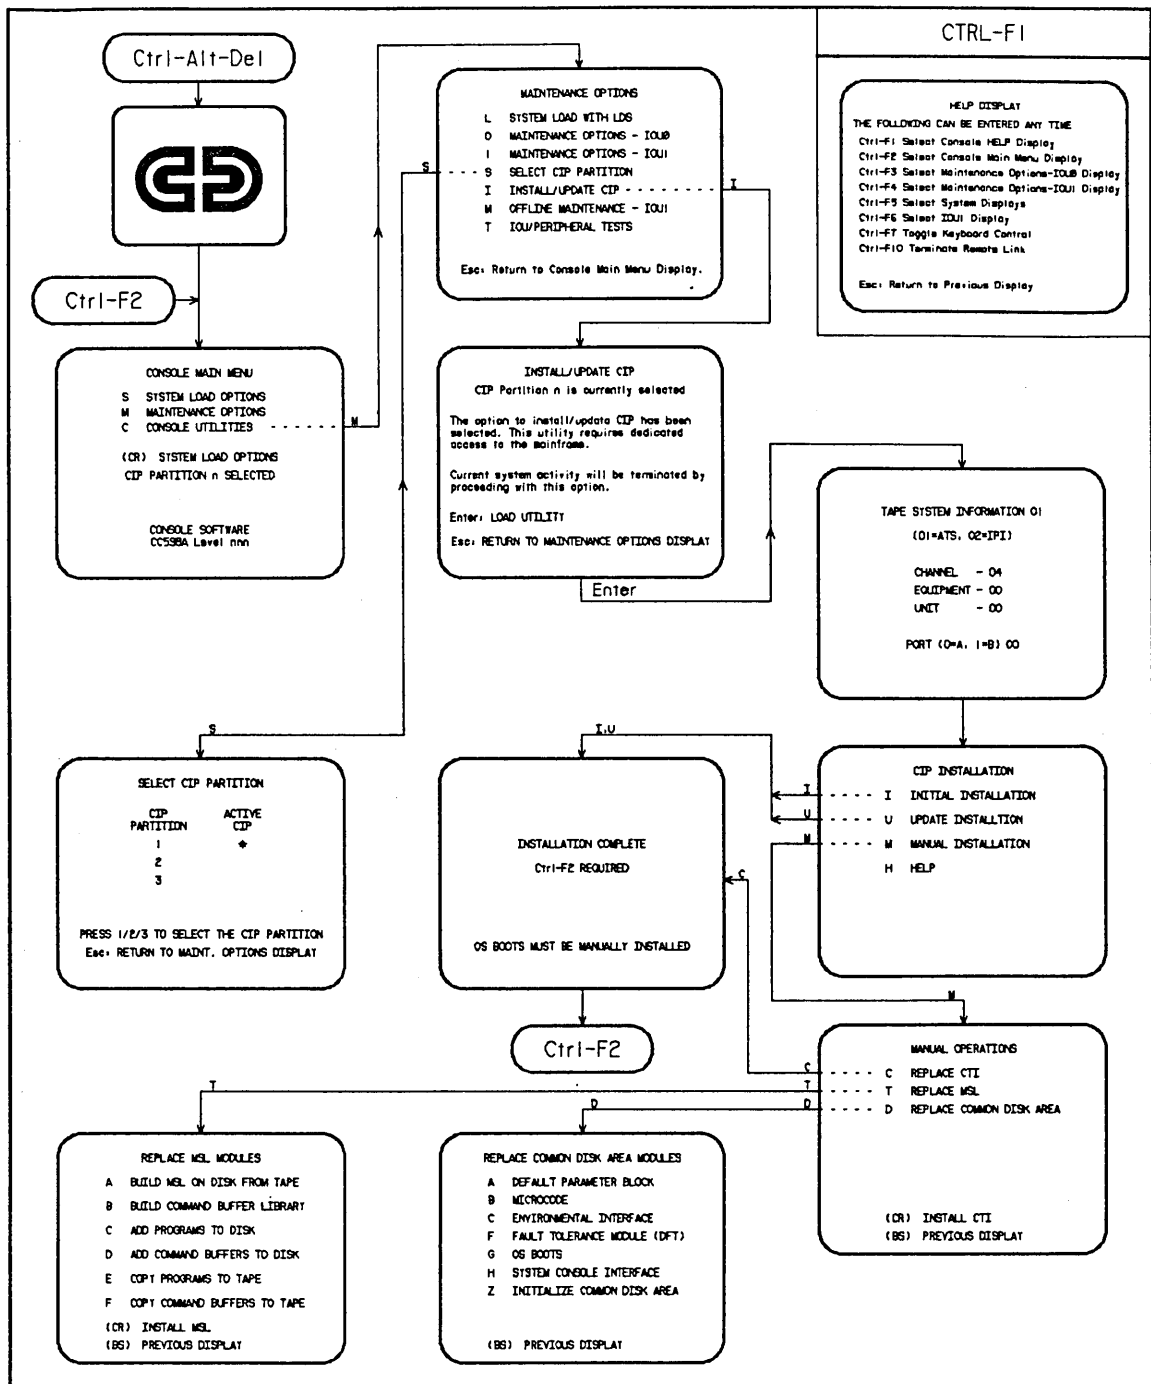 CTRL-F1
Ctrl-Alt-Del
HELP DISPLAY
THE FOLLOWING CAN BE ENTERED ANY TIME
Ctrl-F1 Select Console HELP Display
Ctrl-F2 Select Console Main Menu Display
Ctrl-F3 Select Maintenance Options-IOU0 Display
Ctrl-F4 Select Maintenance Options-IOU1 Display
Ctrl-F5 Select System Displays
Ctrl-F6 Select IOU1 Display
Ctrl-F7 Toggle Keyboard Control
Ctrl-F10 Terminate Remote Link
Esc: Return to Previous Display
MAINTENANCE OPTIONS
L SYSTEM LOAD WITH LDS
O MAINTENANCE OPTIONS - IOU0
1 MAINTENANCE OPTIONS - IOU1
S - - - - S SELECT CIP PARTITION
I INSTALL/UPDATE CIP - - - - - - - - I
M OFFLINE MAINTENANCE - IOU1
T IOU/PERIPHERAL TESTS
Esc: Return to Console Main Menu Display.
Ctrl-F2
CONSOLE MAIN MENU
S SYSTEM LOAD OPTIONS
M MAINTENANCE OPTIONS
C CONSOLE UTILITIES - - - - - - - - M
(CR) SYSTEM LOAD OPTIONS
CIP PARTITION n SELECTED
CONSOLE SOFTWARE
CC598A Level nnn
INSTALL/UPDATE CIP
CIP Partition n is currently selected
The option to install/update CIP has been
selected. This utility requires dedicated
access to the mainframe.
Current system activity will be terminated by
proceeding with this option.
Enter: LOAD UTILITY
Esc: RETURN TO MAINTENANCE OPTIONS DISPLAY
Enter
TAPE SYSTEM INFORMATION 01
(01=ATS, 02=IPI)
CHANNEL - 04
EQUIPMENT - 00
UNIT - 00
PORT (0=A, 1=B) 00
S
SELECT CIP PARTITION
CIP PARTITION ACTIVE CIP
1 *
2
3
PRESS 1/2/3 TO SELECT THE CIP PARTITION
Esc: RETURN TO MAINT. OPTIONS DISPLAY
I,U
INSTALLATION COMPLETE
Ctrl-F2 REQUIRED
OS BOOTS MUST BE MANUALLY INSTALLED
CIP INSTALLATION
I - - - - I INITIAL INSTALLATION
U - - - - U UPDATE INSTALLTION
M - - - - M MANUAL INSTALLATION
H HELP
C
M
Ctrl-F2
MANUAL OPERATIONS
C - - - - C REPLACE CTI
T - - - - T REPLACE MSL
D - - - - D REPLACE COMMON DISK AREA
(CR) INSTALL CTI
(BS) PREVIOUS DISPLAY
T
REPLACE MSL MODULES
A BUILD MSL ON DISK FROM TAPE
B BUILD COMMAND BUFFER LIBRARY
C ADD PROGRAMS TO DISK
D ADD COMMAND BUFFERS TO DISK
E COPY PROGRAMS TO TAPE
F COPY COMMAND BUFFERS TO TAPE
(CR) INSTALL MSL
(BS) PREVIOUS DISPLAY
D
REPLACE COMMON DISK AREA MODULES
A DEFAULT PARAMETER BLOCK
B MICROCODE
C ENVIRONMENTAL INTERFACE
F FAULT TOLERANCE MODULE (DFT)
G OS BOOTS
H SYSTEM CONSOLE INTERFACE
Z INITIALIZE COMMON DISK AREA
(BS) PREVIOUS DISPLAY